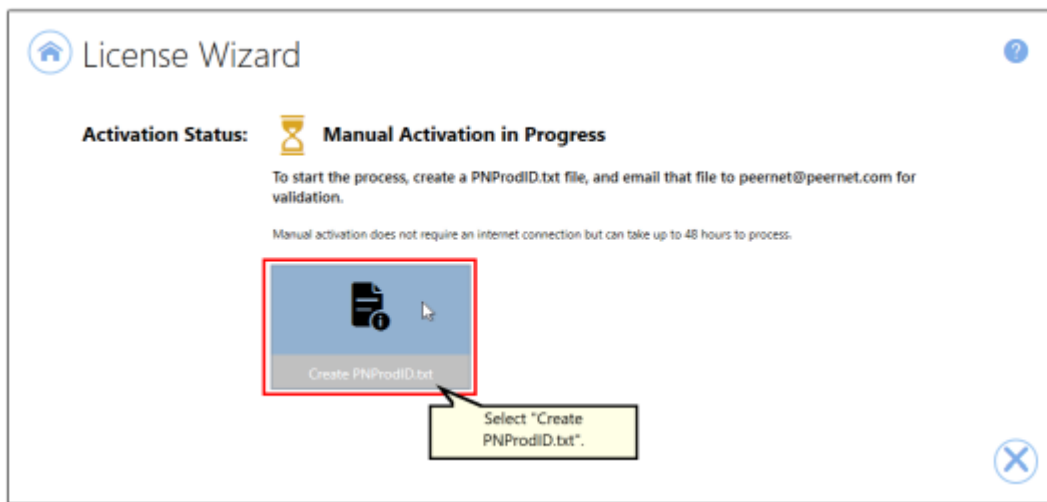 License Wizard
?
Activation Status:
Manual Activation in Progress
To start the process, create a PNProdID.txt file, and email that file to peernet@peernet.com for
validation.
Manual activation does not require an internet connection but can take up to 48 hours to process.
Create PNProdID.txt
Select "Create
PNProdID.txt".